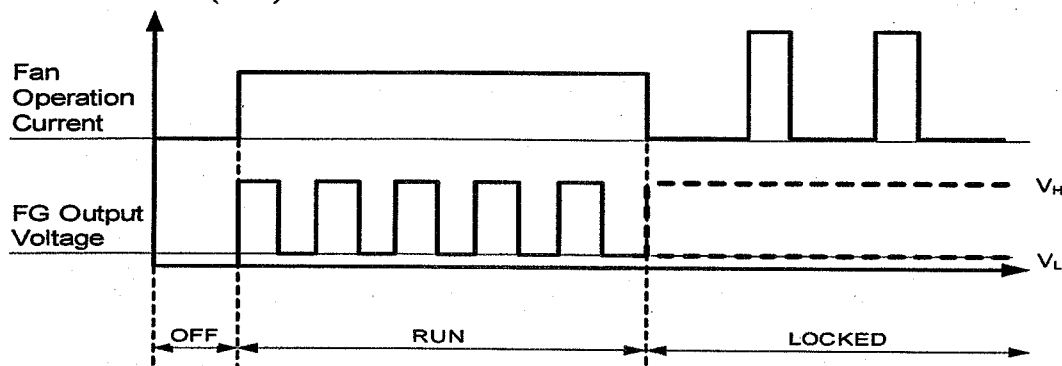 Fan
Operation
Current
FG Output
Voltage
VH
VL
OFF
RUN
LOCKED